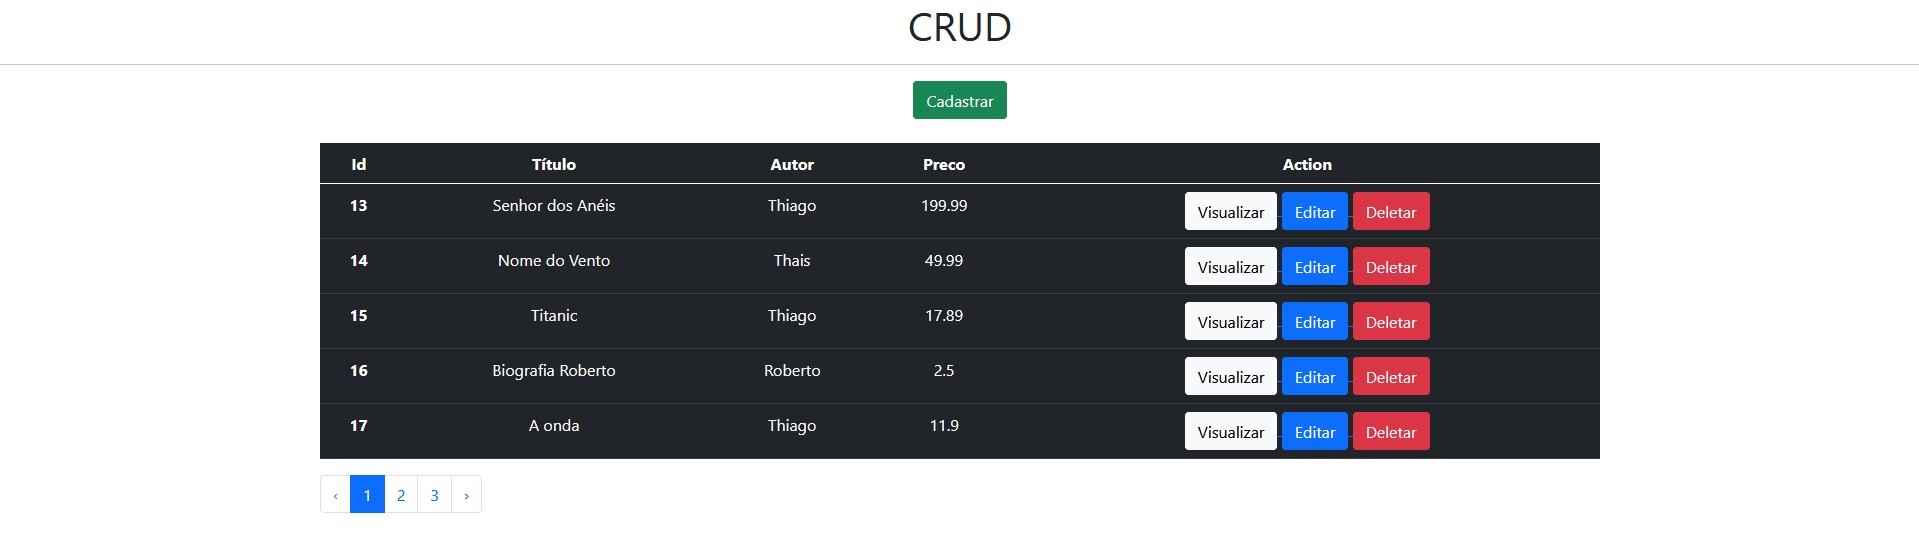 CRUD
Cadastrar
Id Título Autor Preco Action
13 Senhor dos Anéis Thiago 199.99 Visualizar Editar Deletar
14 Nome do Vento Thais 49.99 Visualizar Editar Deletar
15 Titanic Thiago 17.89 Visualizar Editar Deletar
16 Biografia Roberto Roberto 2.5 Visualizar Editar Deletar
17 A onda Thiago 11.9 Visualizar Editar Deletar
‹ 1 2 3 ›